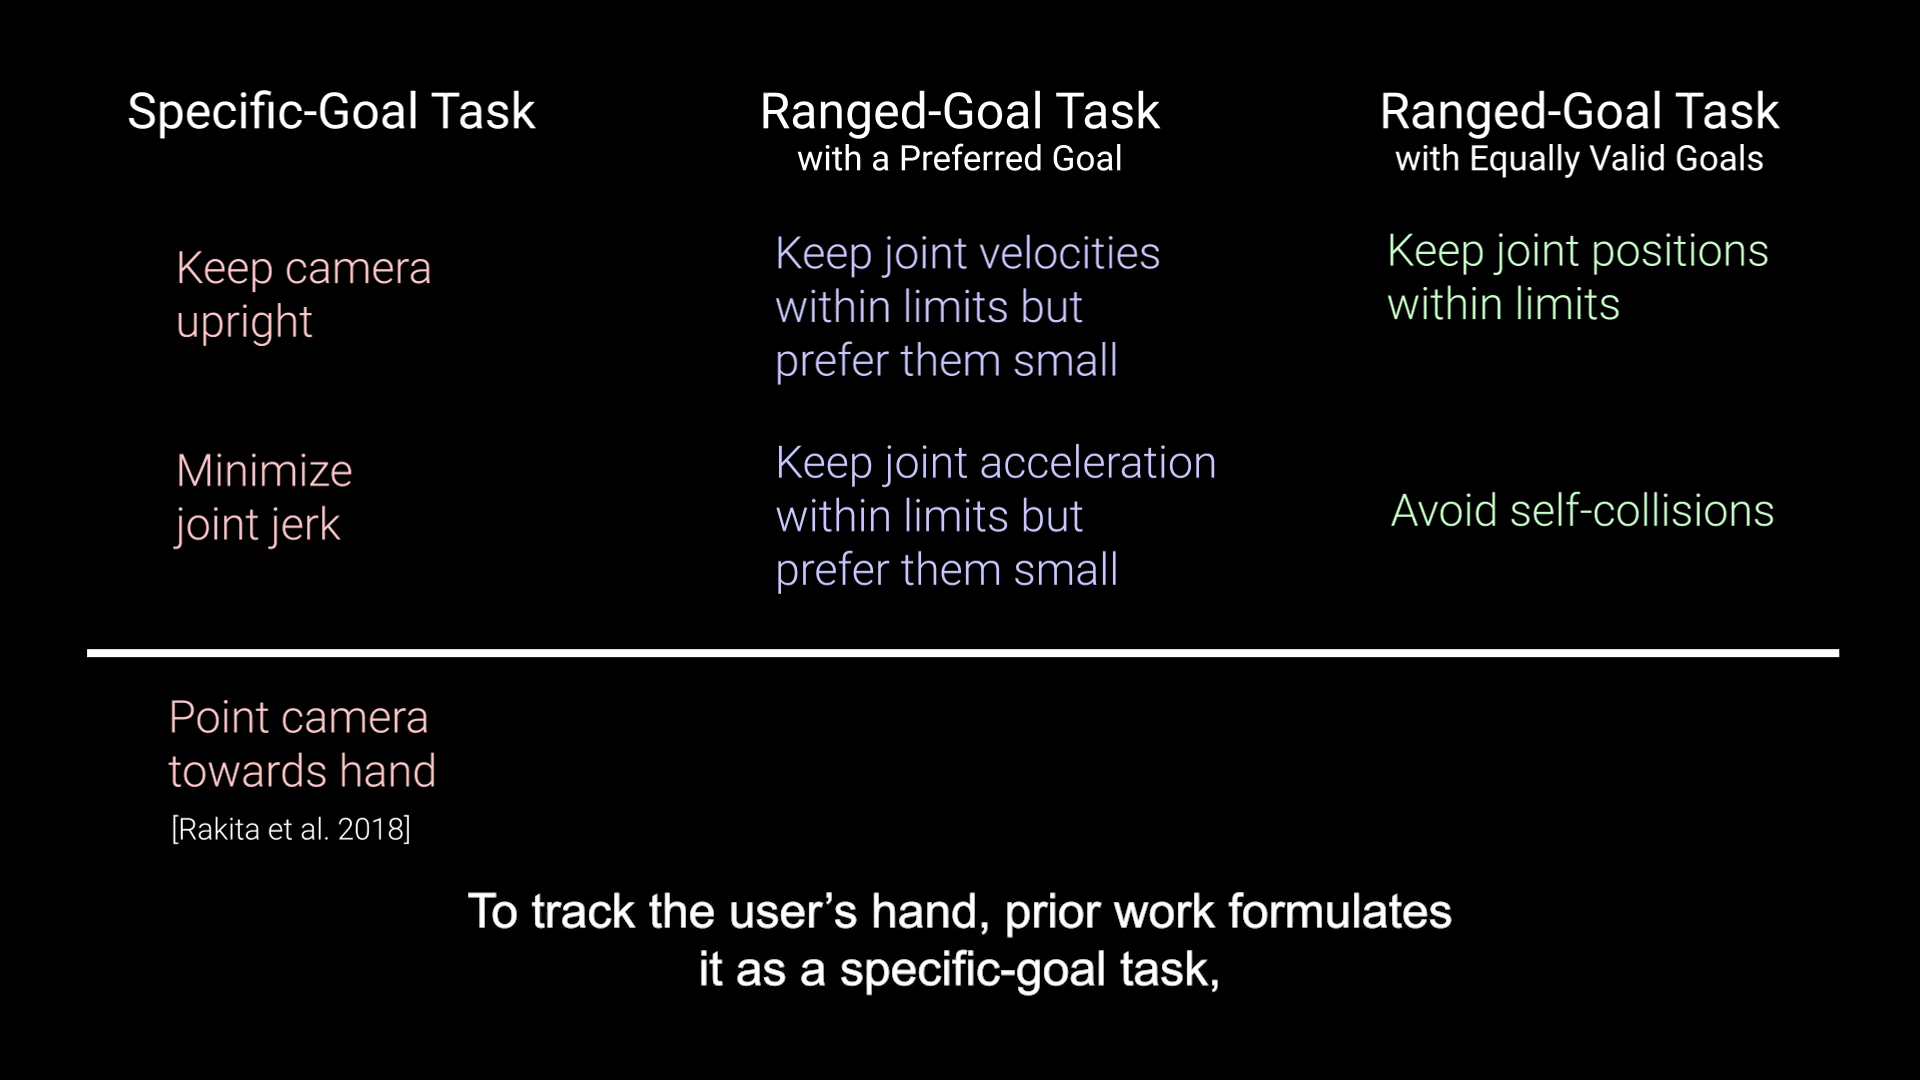 Specific-Goal Task
Ranged-Goal Task
with a Preferred Goal
Ranged-Goal Task
with Equally Valid Goals
Keep camera
upright
Keep joint velocities
within limits but
prefer them small
Keep joint positions
within limits
Minimize
joint jerk
Keep joint acceleration
within limits but
prefer them small
Avoid self-collisions
Point camera
towards hand
[Rakita et al. 2018]
To track the user’s hand, prior work formulates
it as a specific-goal task,